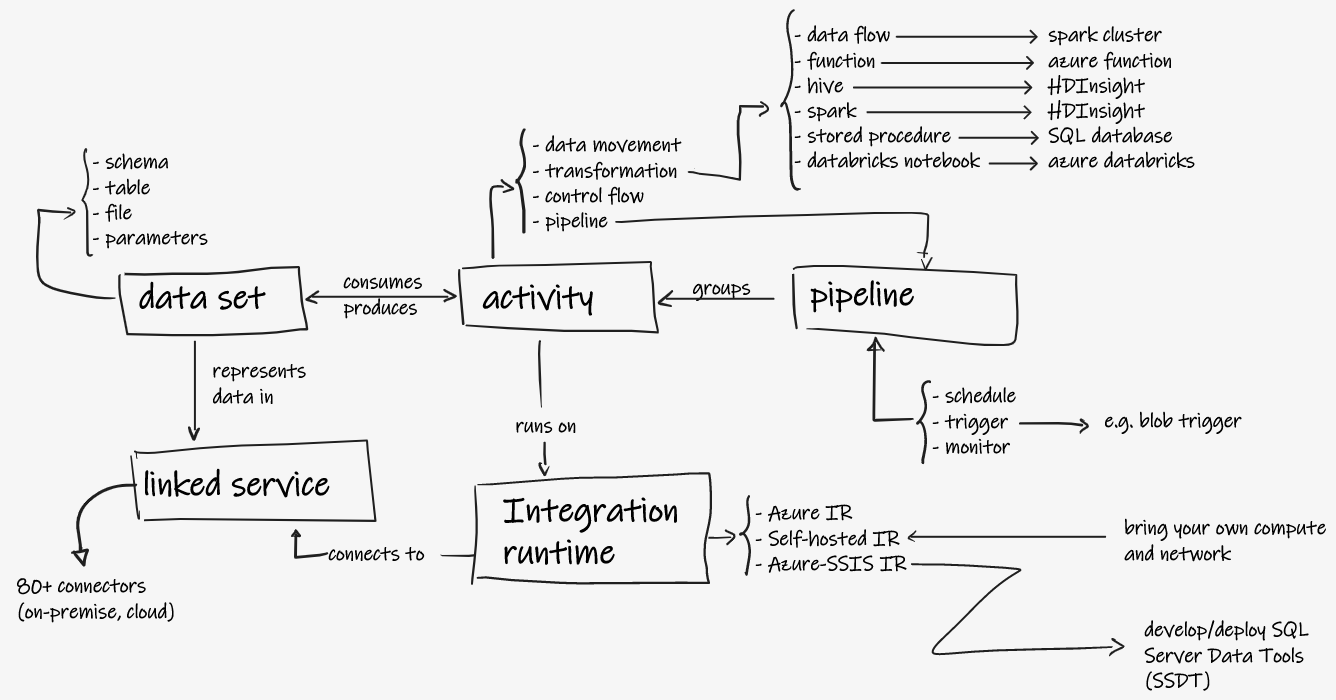 - data flow → spark cluster
- function → azure function
- hive → HDInsight
- spark → HDInsight
- stored procedure → SQL database
- databricks notebook → azure databricks
- data movement
- transformation
- control flow
- pipeline
- schema
- table
- file
- parameters
data set
consumes
produces
activity
groups
pipeline
represents
data in
runs on
- schedule
- trigger → e.g. blob trigger
- monitor
linked service
Integration
runtime
connects to
- Azure IR
- Self-hosted IR
- Azure-SSIS IR
bring your own compute
and network
80+ connectors
(on-premise, cloud)
develop/deploy SQL
Server Data Tools
(SSDT)